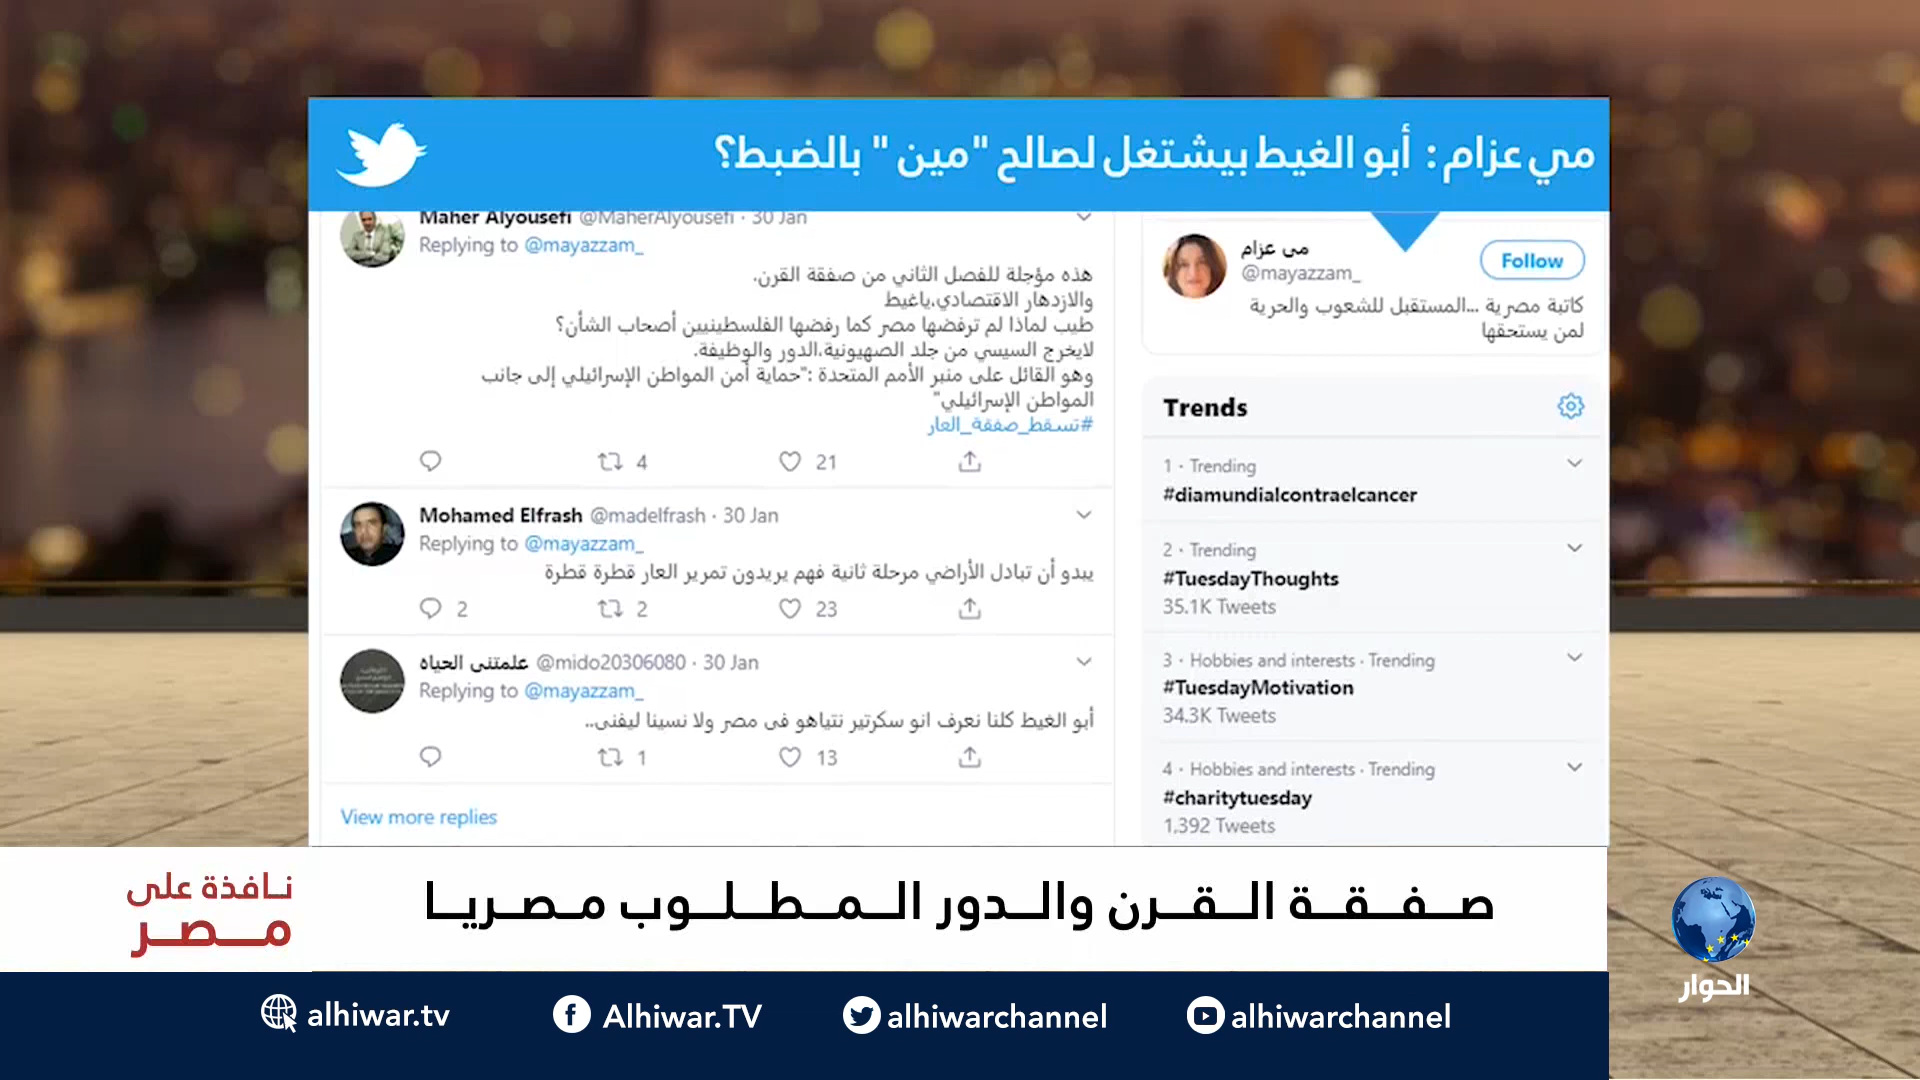 مي عزام : أبو الغيط بيشتغل لصالح "مين " بالضبط؟
Maher Alyousefi @MaherAlyousefi · 30 Jan
Replying to @mayazzam_
هذه مؤجلة للفصل الثاني من صفقة القرن.
والازدهار الاقتصادي،ياغيط
طيب لماذا لم ترفضها مصر كما رفضها الفلسطينيين أصحاب الشأن؟
لايخرج السيسي من جلد الصهيونية،الدور والوظيفة.
وهو القائل على منبر الأمم المتحدة :"حماية أمن المواطن الإسرائيلي إلى جانب
المواطن الإسرائيلي"
#تسقط_صفقة_العار
4 21
Mohamed Elfrash @madelfrash · 30 Jan
Replying to @mayazzam_
يبدو أن تبادل الأراضي مرحلة ثانية فهم يريدون تمرير العار قطرة قطرة
2 2 23
علمتنى الحياه @mido20306080 · 30 Jan
Replying to @mayazzam_
أبو الغيط كلنا نعرف انو سكرتير نتياهو فى مصر ولا نسينا ليفنى..
1 13
View more replies
مى عزام
@mayazzam_
Follow
كاتبة مصرية ...المستقبل للشعوب والحرية
لمن يستحقها
Trends
1 · Trending
#diamundialcontraelcancer
2 · Trending
#TuesdayThoughts
35.1K Tweets
3 · Hobbies and interests · Trending
#TuesdayMotivation
34.3K Tweets
4 · Hobbies and interests · Trending
#charitytuesday
1,392 Tweets
نافذة على
مصر
صفقة القرن والدور المطلوب مصريا
الحوار
alhiwar.tv
Alhiwar.TV
alhiwarchannel
alhiwarchannel